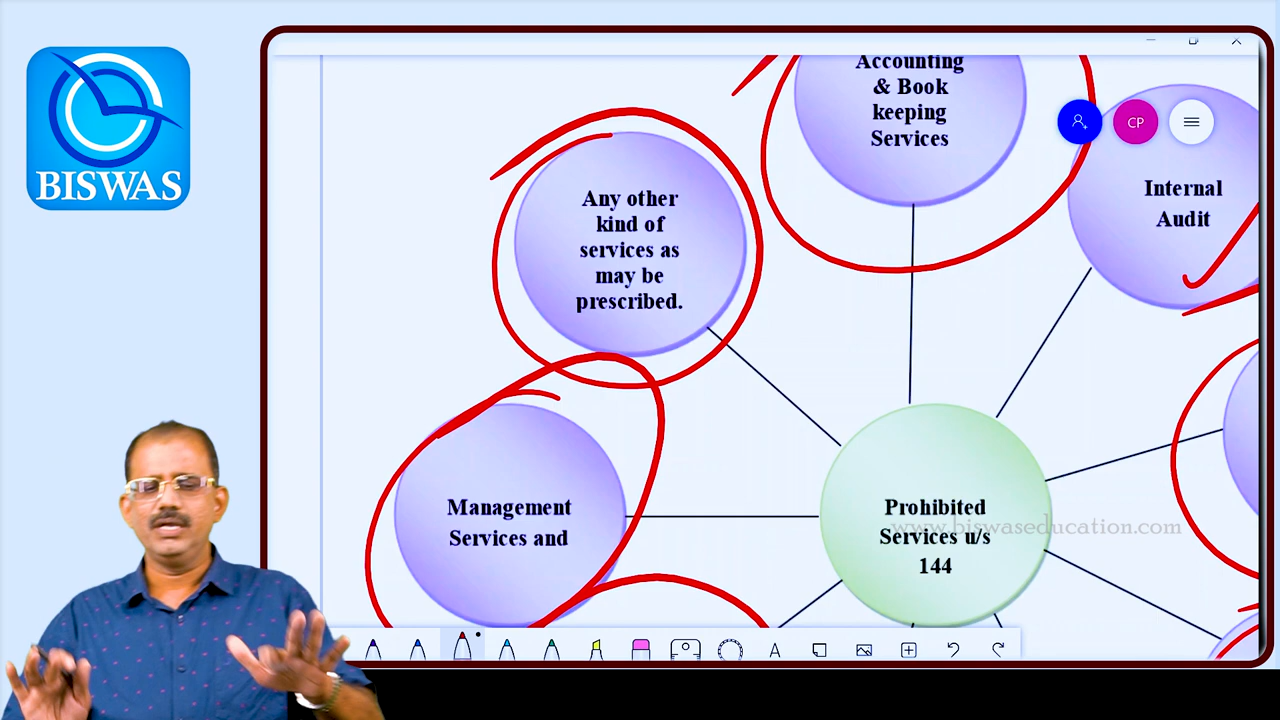 BISWAS
Accounting
& Book
keeping
Services
CP
Internal
Audit
Any other
kind of
services as
may be
prescribed.
Management
Services and
Prohibited
Services u/s
144
www.biswaseducation.com